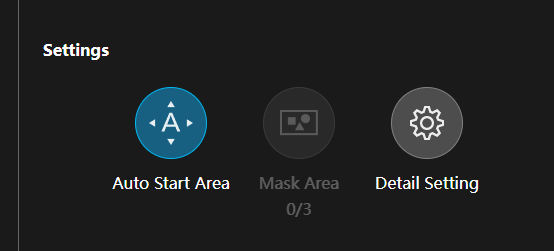 Settings
A
Auto Start Area
Mask Area
0/3
Detail Setting